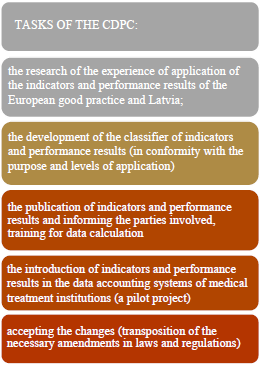 TASKS OF THE CDPC:
the research of the experience of application of
the indicators and performance results of the
European good practice and Latvia;
the development of the classifier of indicators
and performance results (in conformity with the
purpose and levels of application)
the publication of indicators and performance
results and informing the parties involved,
training for data calculation
the introduction of indicators and performance
results in the data accounting systems of medical
treatment institutions (a pilot project)
accepting the changes (transposition of the
necessary amendments in laws and regulations)